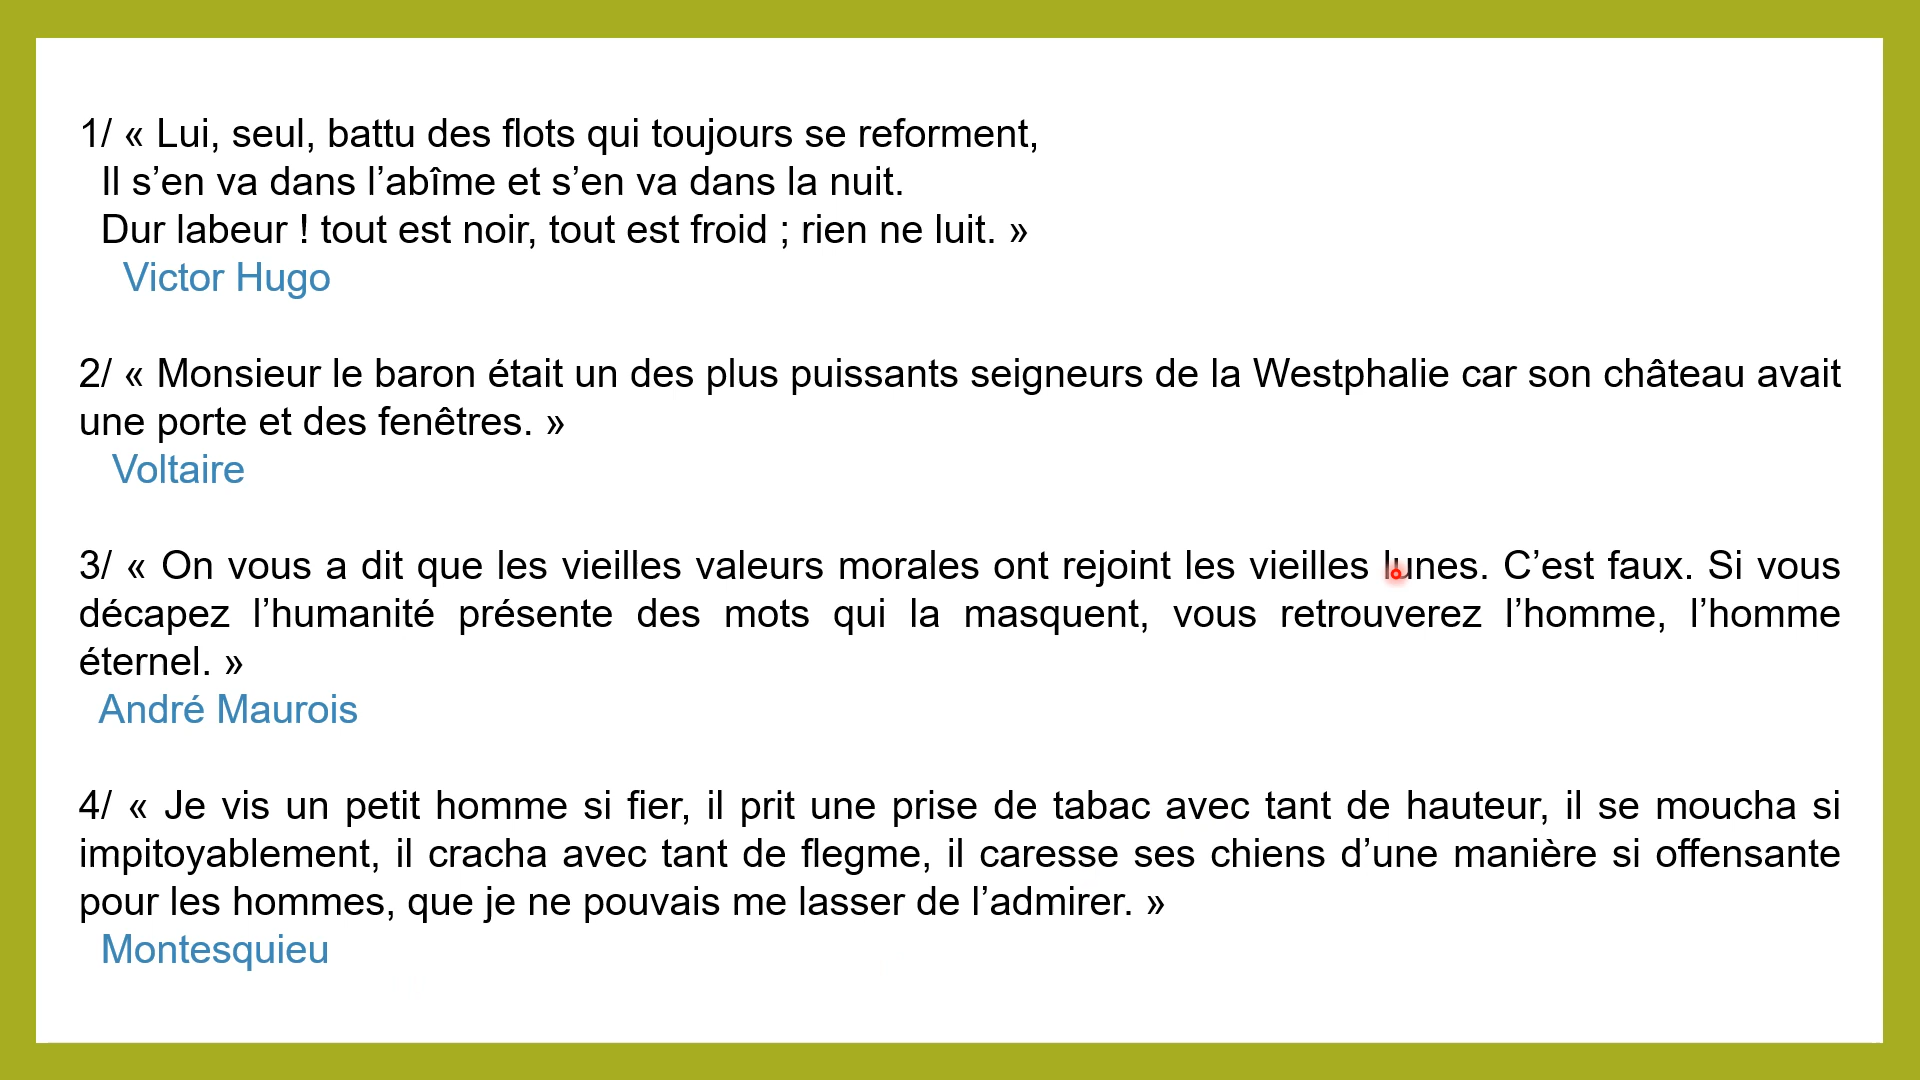 1/ « Lui, seul, battu des flots qui toujours se reforment,
Il s’en va dans l’abîme et s’en va dans la nuit.
Dur labeur ! tout est noir, tout est froid ; rien ne luit. »
Victor Hugo
2/ « Monsieur le baron était un des plus puissants seigneurs de la Westphalie car son château avait
une porte et des fenêtres. »
Voltaire
3/ « On vous a dit que les vieilles valeurs morales ont rejoint les vieilles lunes. C’est faux. Si vous
décapez l’humanité présente des mots qui la masquent, vous retrouverez l’homme, l’homme
éternel. »
André Maurois
4/ « Je vis un petit homme si fier, il prit une prise de tabac avec tant de hauteur, il se moucha si
impitoyablement, il cracha avec tant de flegme, il caresse ses chiens d’une manière si offensante
pour les hommes, que je ne pouvais me lasser de l’admirer. »
Montesquieu